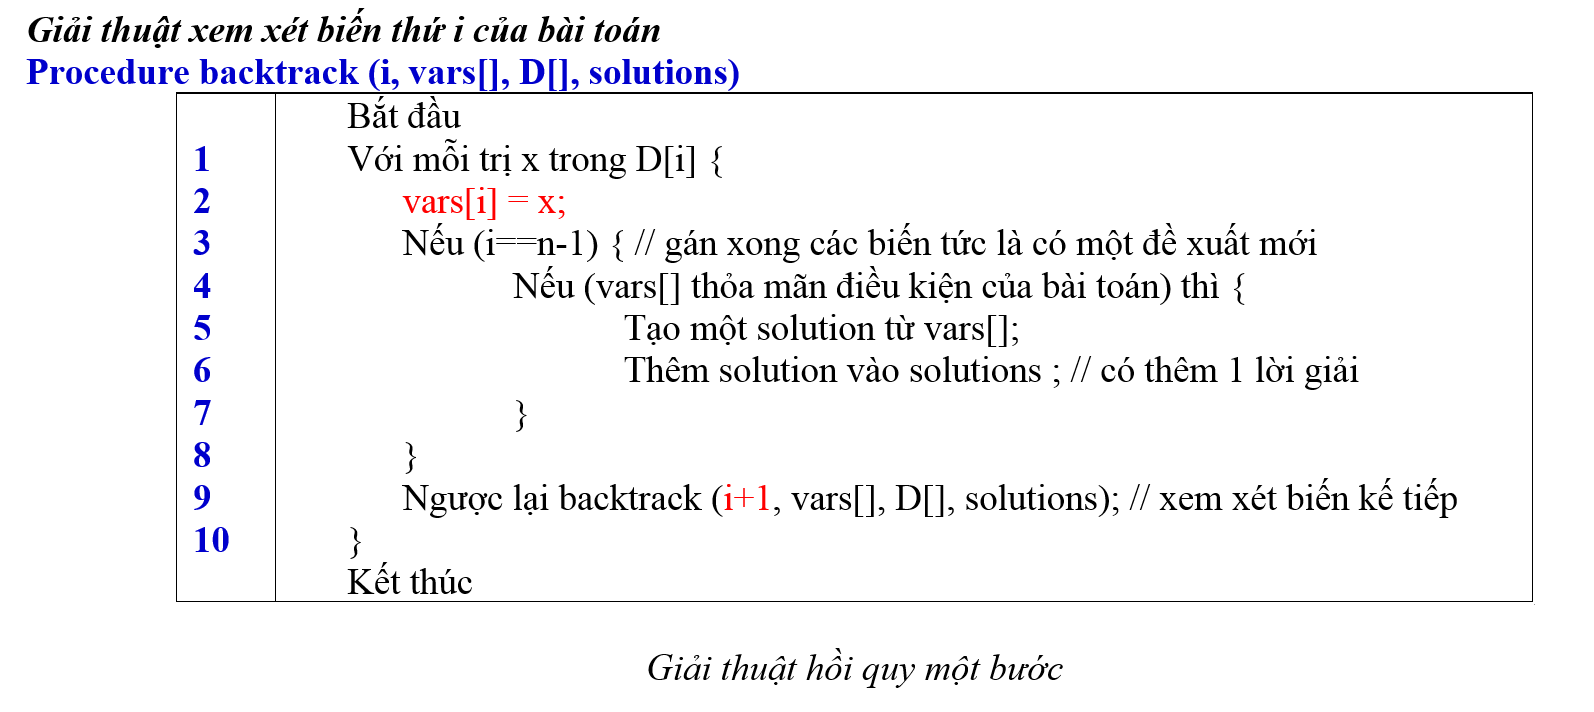 Giải thuật xem xét biến thứ i của bài toán
Procedure backtrack (i, vars[], D[], solutions)
Bắt đầu
1 Với mỗi trị x trong D[i] {
2 vars[i] = x;
3 Nếu (i==n-1) { // gán xong các biến tức là có một đề xuất mới
4 Nếu (vars[] thỏa mãn điều kiện của bài toán) thì {
5 Tạo một solution từ vars[];
6 Thêm solution vào solutions ; // có thêm 1 lời giải
7 }
8 }
9 Ngược lại backtrack (i+1, vars[], D[], solutions); // xem xét biến kế tiếp
10 }
Kết thúc
Giải thuật hồi quy một bước